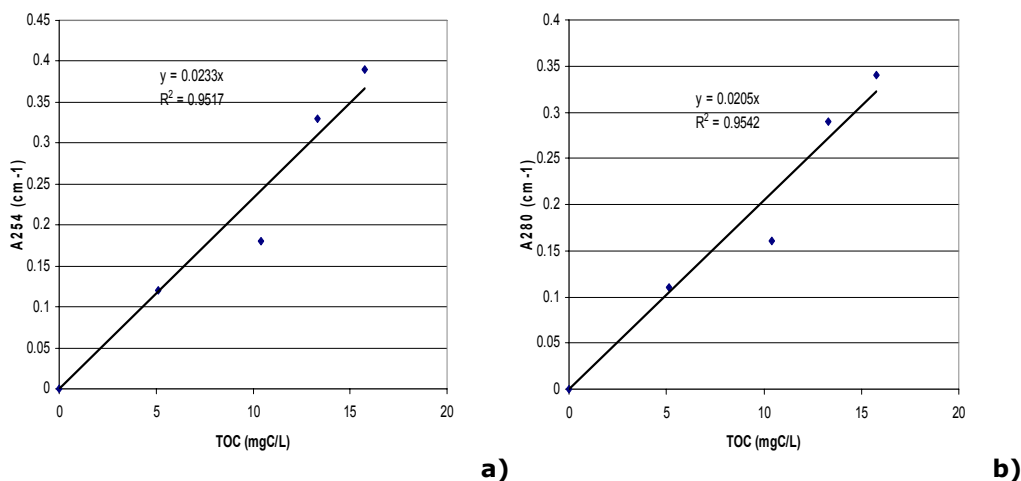 0.45
0.4
0.35
0.3
0.25
0.2
0.15
0.1
0.05
0
A254 (cm -1)
y = 0.0233x
R² = 0.9517
0 5 10 15 20
TOC (mgC/L)
a)
0.4
0.35
0.3
0.25
0.2
0.15
0.1
0.05
0
A280 (cm -1)
y = 0.0205x
R² = 0.9542
0 5 10 15 20
TOC (mgC/L)
b)